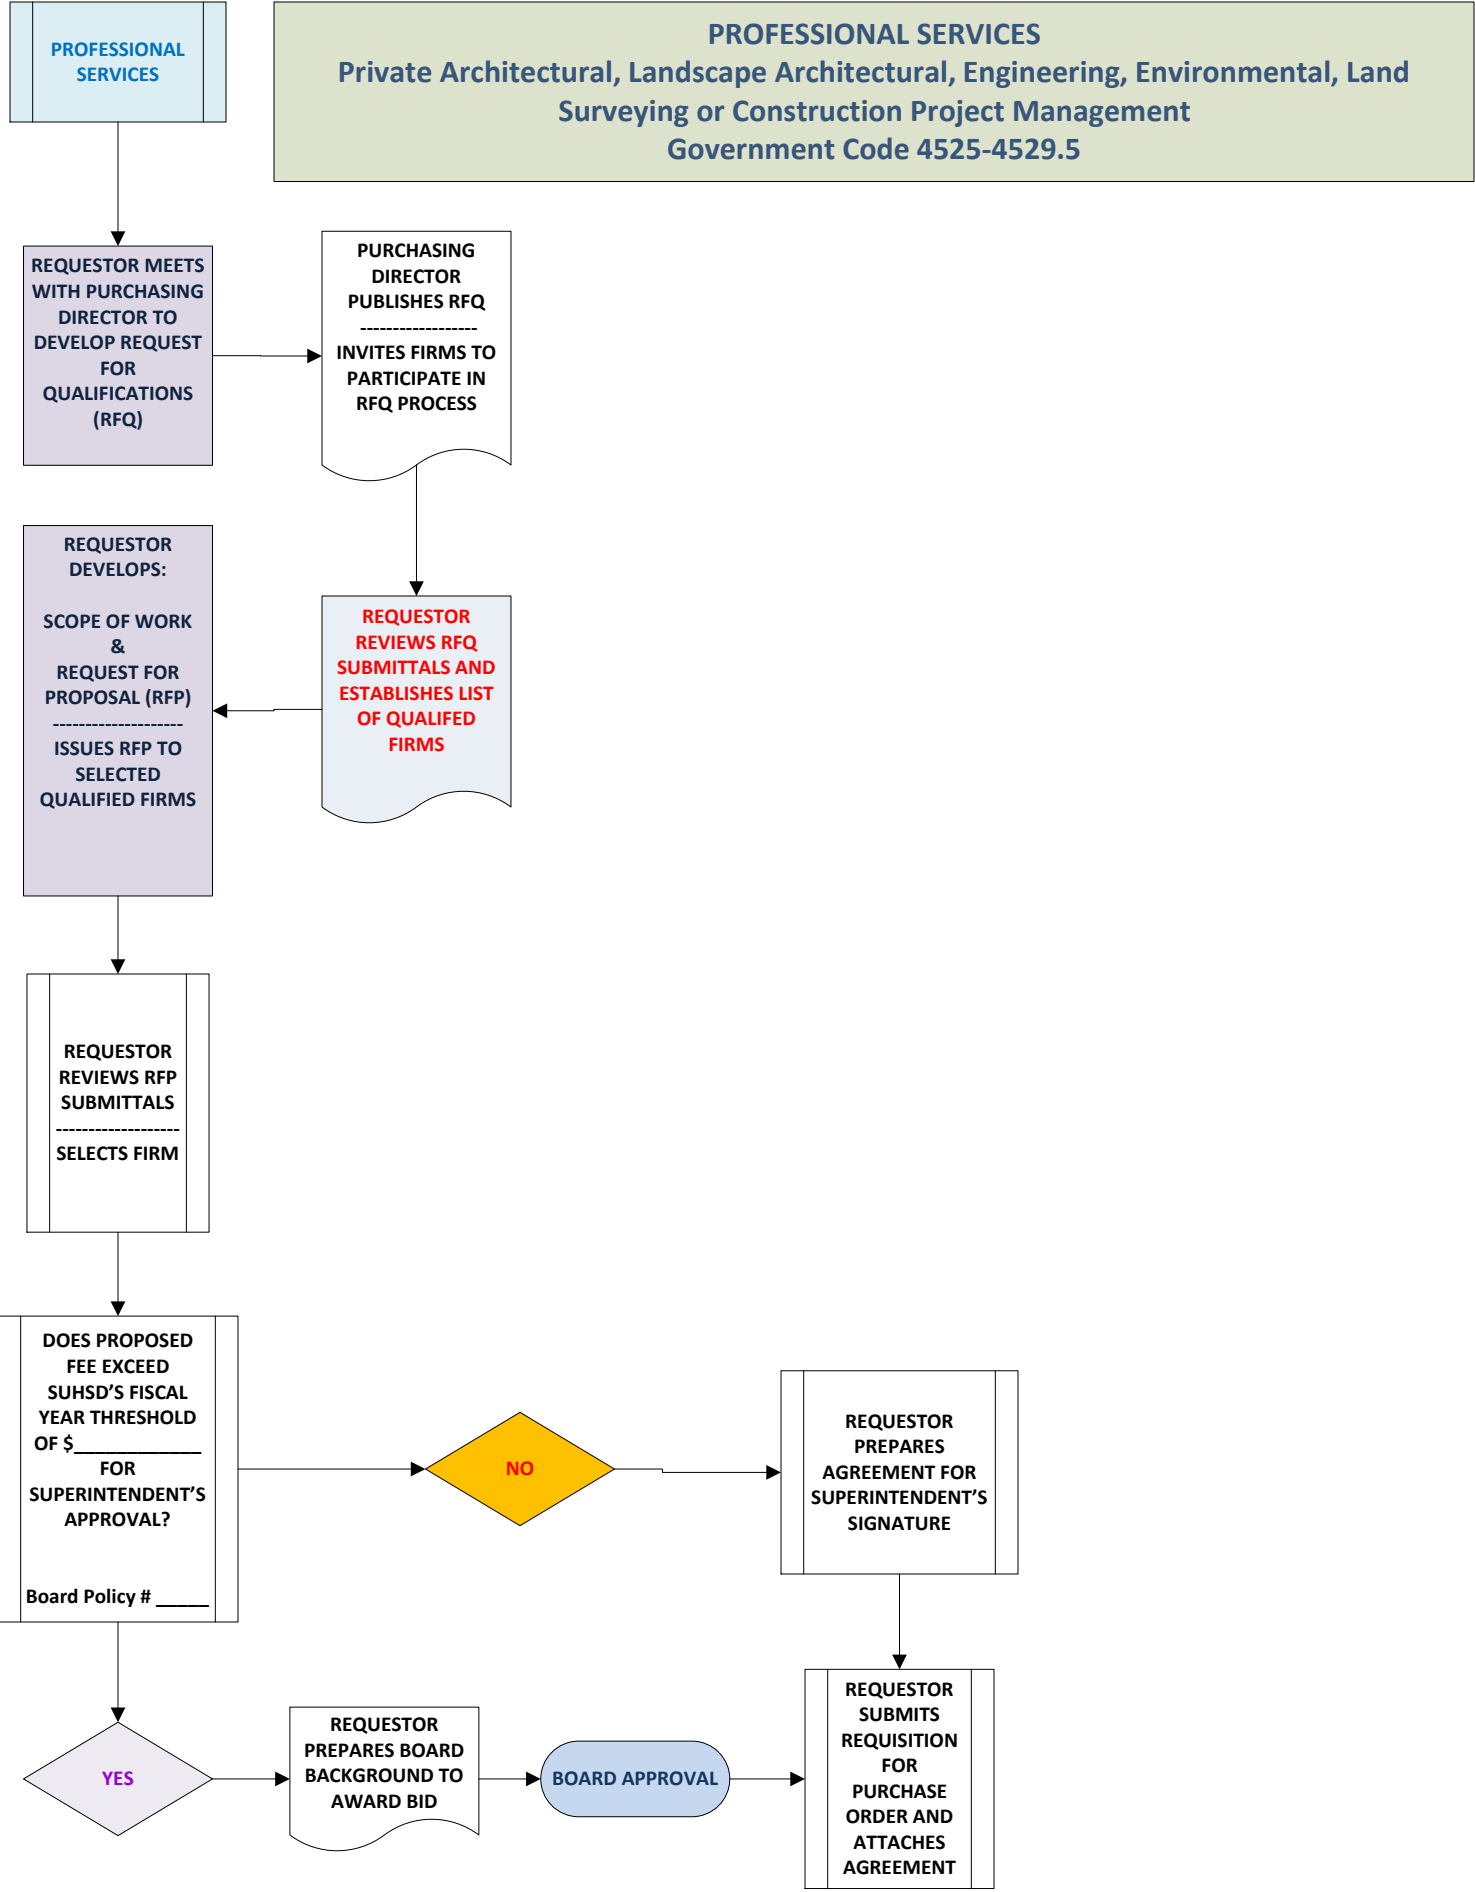 PROFESSIONAL
SERVICES
PROFESSIONAL SERVICES
Private Architectural, Landscape Architectural, Engineering, Environmental, Land
Surveying or Construction Project Management
Government Code 4525-4529.5
REQUESTOR MEETS
WITH PURCHASING
DIRECTOR TO
DEVELOP REQUEST
FOR
QUALIFICATIONS
(RFQ)
PURCHASING
DIRECTOR
PUBLISHES RFQ
------------------
INVITES FIRMS TO
PARTICIPATE IN
RFQ PROCESS
REQUESTOR
REVIEWS RFQ
SUBMITTALS AND
ESTABLISHES LIST
OF QUALIFED
FIRMS
REQUESTOR
DEVELOPS:
SCOPE OF WORK
&
REQUEST FOR
PROPOSAL (RFP)
--------------------
ISSUES RFP TO
SELECTED
QUALIFIED FIRMS
REQUESTOR
REVIEWS RFP
SUBMITTALS
-------------------
SELECTS FIRM
DOES PROPOSED
FEE EXCEED
SUHSD’S FISCAL
YEAR THRESHOLD
OF $____________
FOR
SUPERINTENDENT’S
APPROVAL?
Board Policy # _____
NO
REQUESTOR
PREPARES
AGREEMENT FOR
SUPERINTENDENT’S
SIGNATURE
YES
REQUESTOR
PREPARES BOARD
BACKGROUND TO
AWARD BID
BOARD APPROVAL
REQUESTOR
SUBMITS
REQUISITION
FOR
PURCHASE
ORDER AND
ATTACHES
AGREEMENT